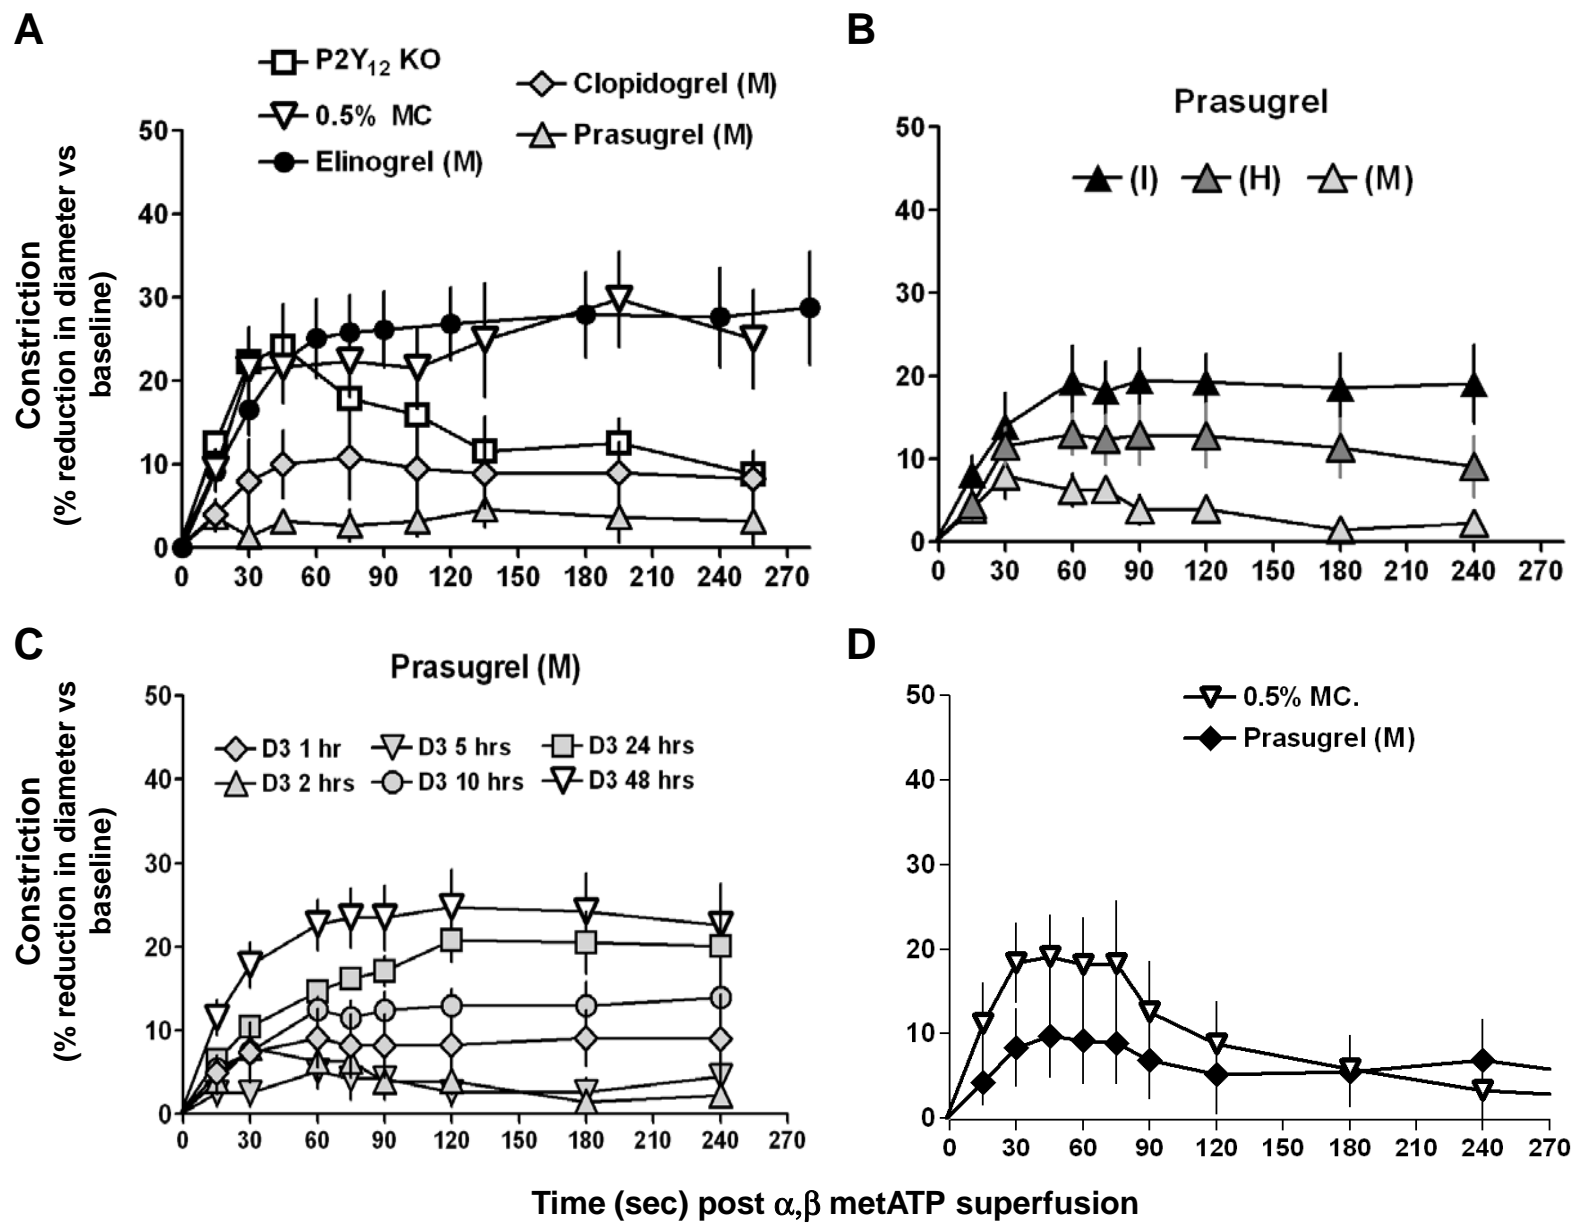 A
P2Y₁₂ KO
0.5% MC
Elinogrel (M)
Clopidogrel (M)
Prasugrel (M)
Constriction
(% reduction in diameter vs
baseline)
50
40
30
20
10
0
0 30 60 90 120 150 180 210 240 270
B
Prasugrel
(I) (H) (M)
50
40
30
20
10
0
0 30 60 90 120 150 180 210 240 270
C
Prasugrel (M)
D3 1 hr D3 5 hrs D3 24 hrs
D3 2 hrs D3 10 hrs D3 48 hrs
Constriction
(% reduction in diameter vs
baseline)
50
40
30
20
10
0
0 30 60 90 120 150 180 210 240 270
D
0.5% MC.
Prasugrel (M)
50
40
30
20
10
0
0 30 60 90 120 150 180 210 240 270
Time (sec) post α,β metATP superfusion